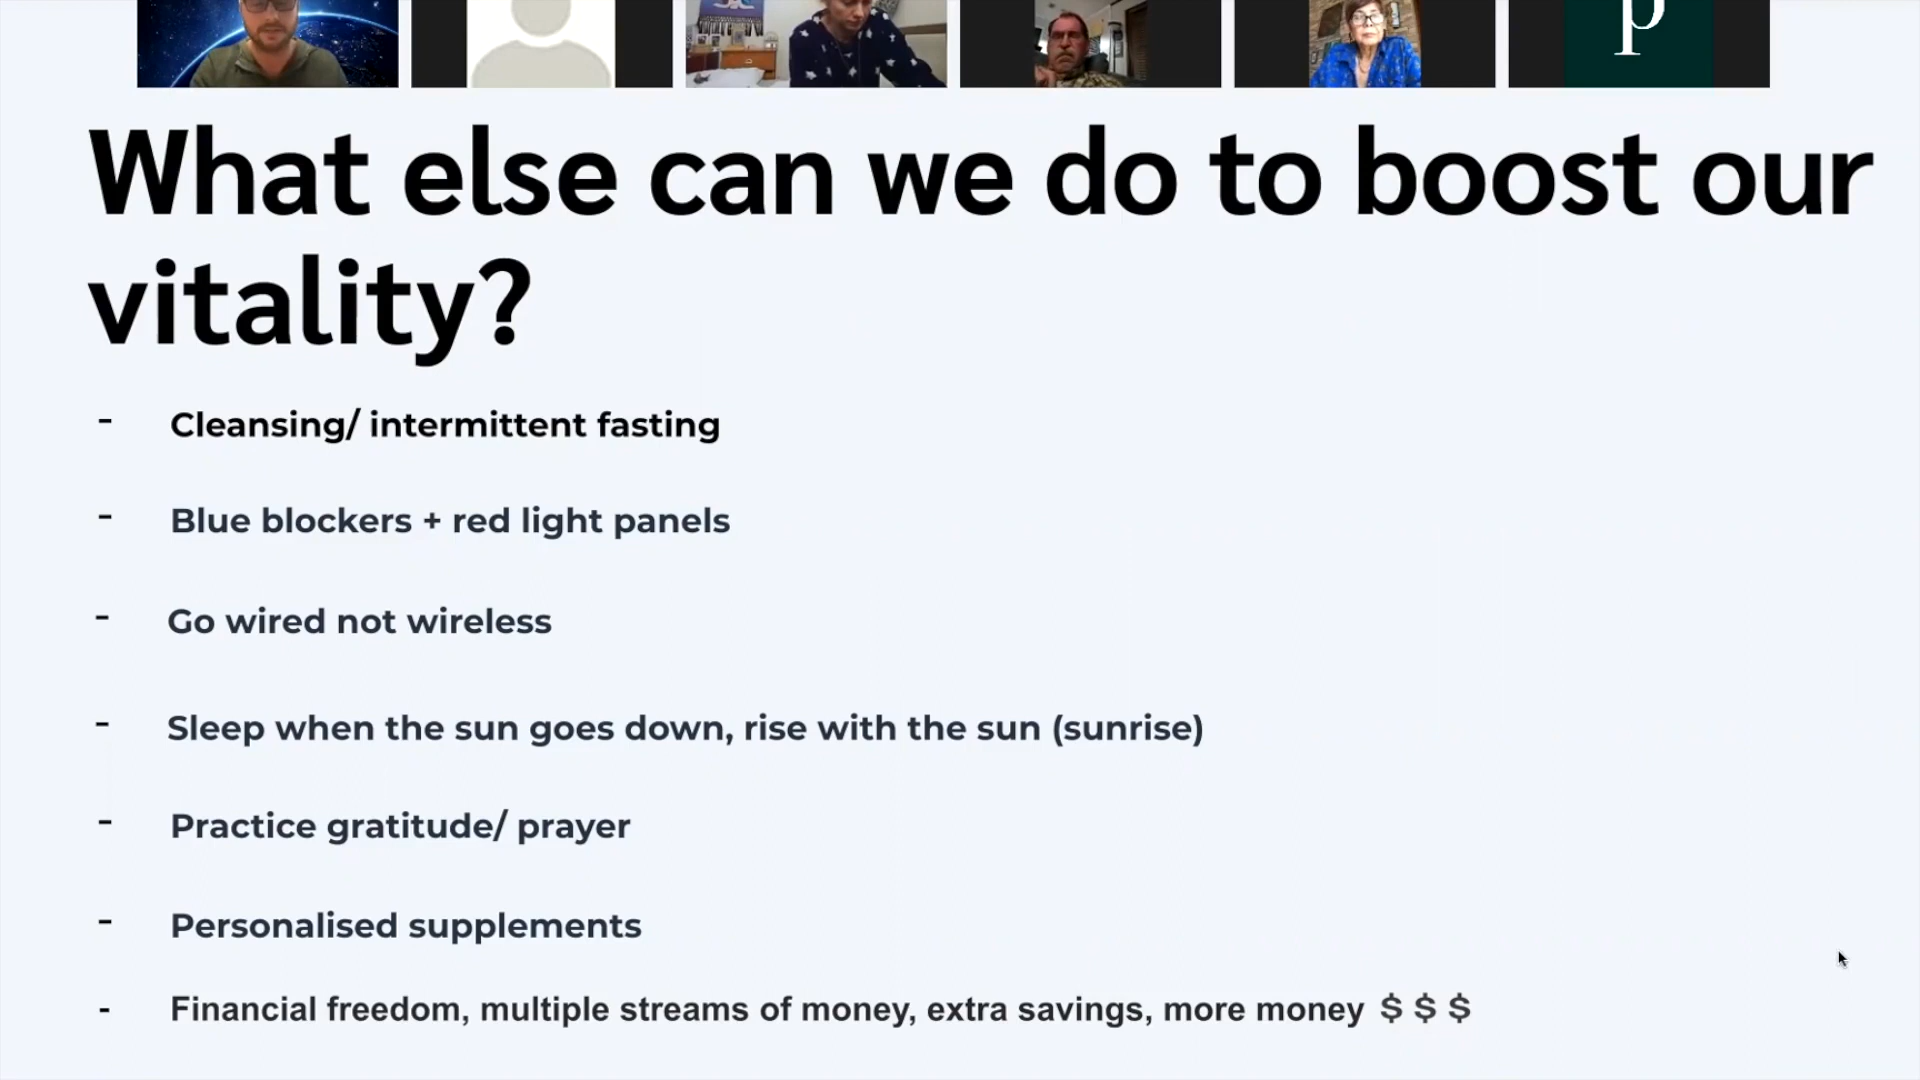 p
What else can we do to boost our
vitality?
- Cleansing/ intermittent fasting
- Blue blockers + red light panels
- Go wired not wireless
- Sleep when the sun goes down, rise with the sun (sunrise)
- Practice gratitude/ prayer
- Personalised supplements
- Financial freedom, multiple streams of money, extra savings, more money $ $ $